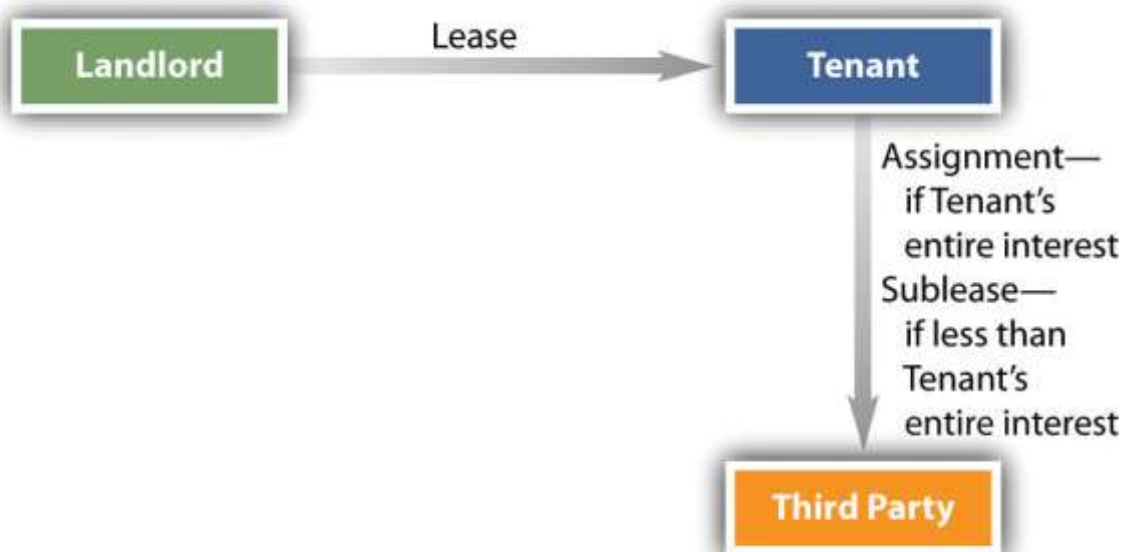 Landlord
Lease
Tenant
Assignment—
if Tenant's
entire interest
Sublease—
if less than
Tenant's
entire interest
Third Party